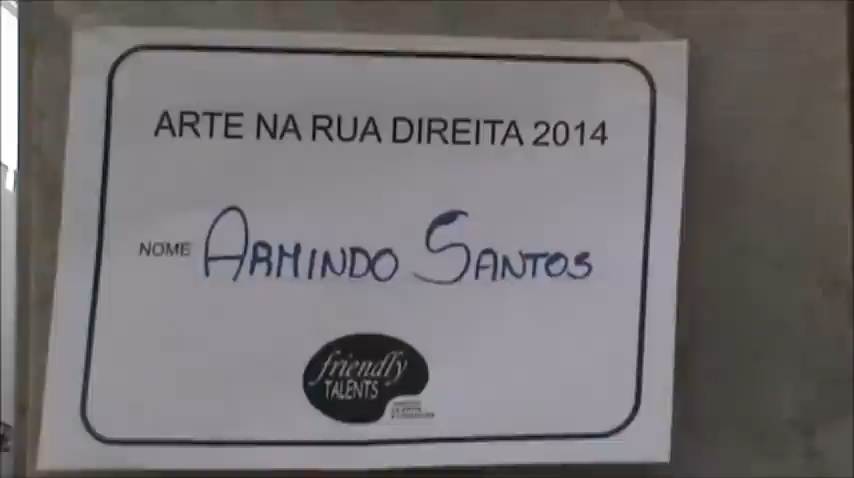 ARTE NA RUA DIREITA 2014
NOME ARMINDO SANTOS
friendly
TALENTS